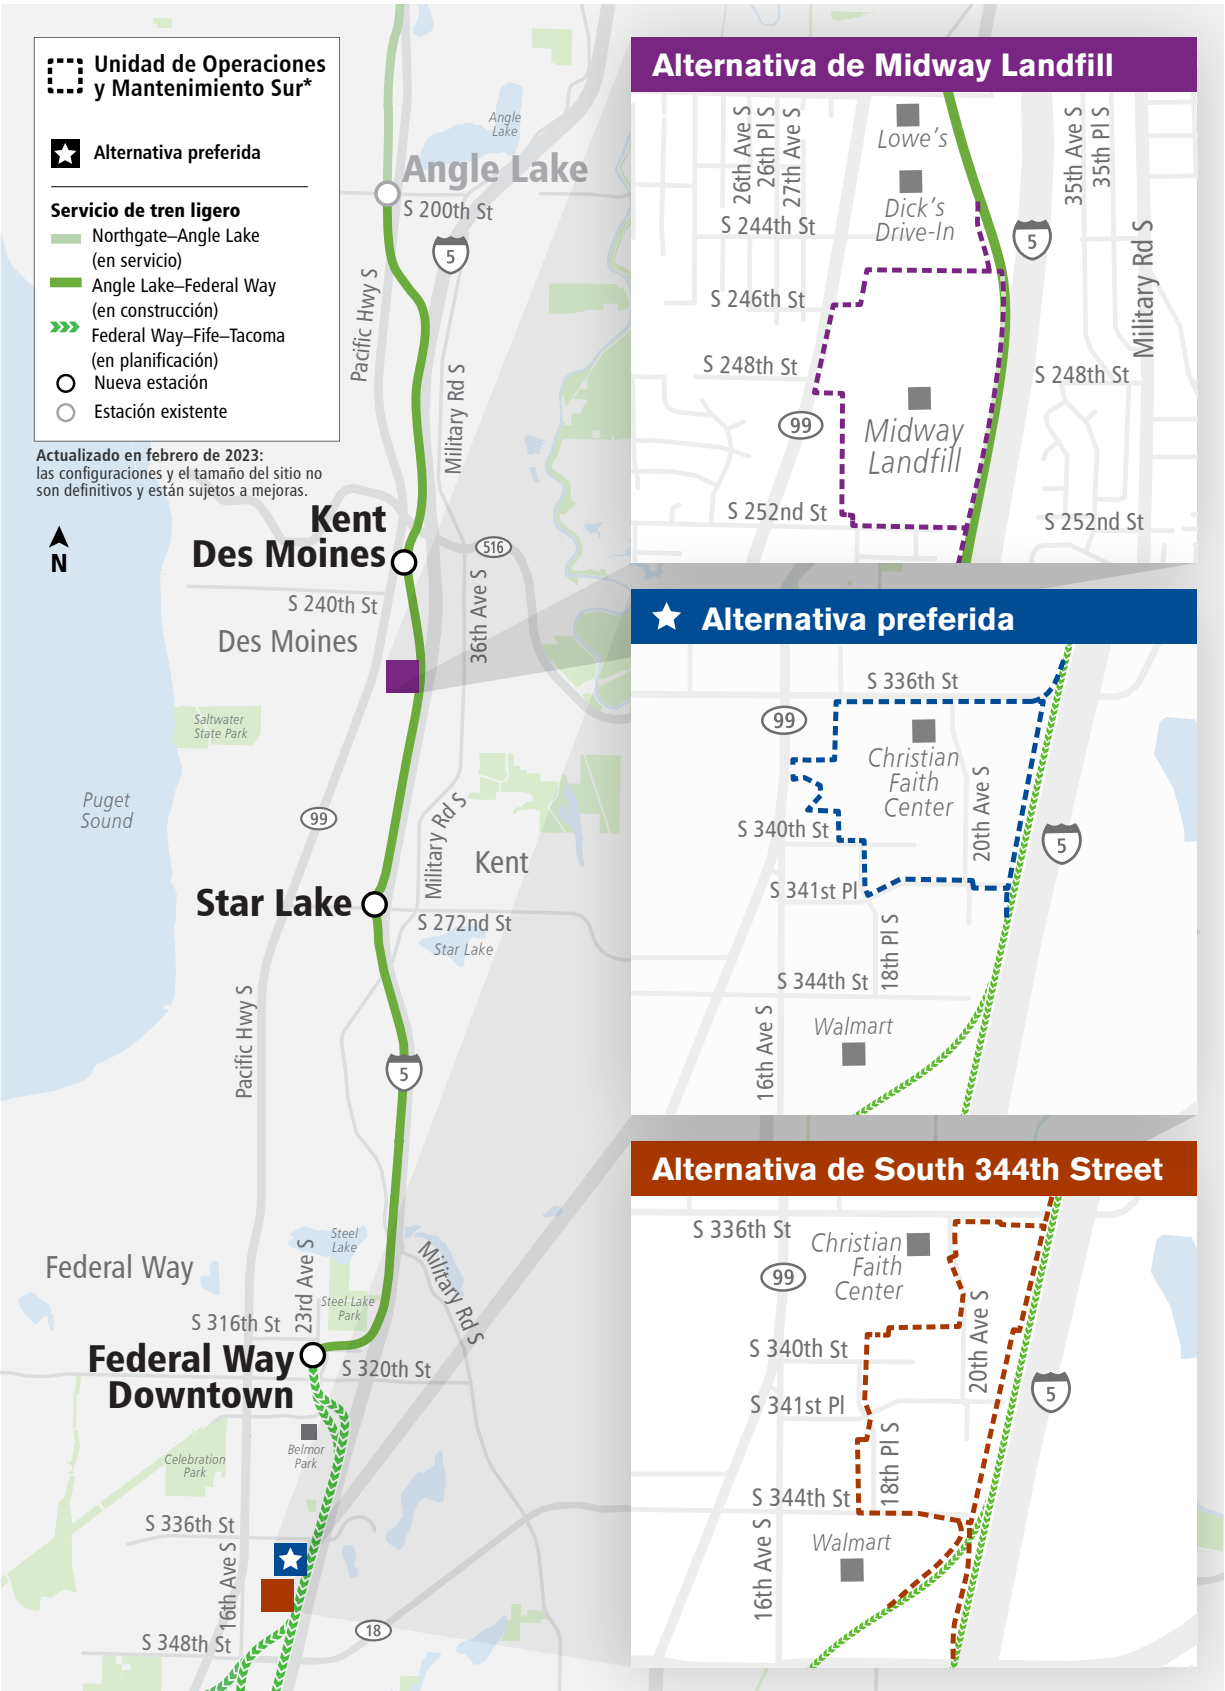 Unidad de Operaciones
y Mantenimiento Sur*
Alternativa preferida
Servicio de tren ligero
Northgate–Angle Lake
(en servicio)
Angle Lake–Federal Way
(en construcción)
Federal Way–Fife–Tacoma
(en planificación)
Nueva estación
Estación existente
Actualizado en febrero de 2023:
las configuraciones y el tamaño del sitio no
son definitivos y están sujetos a mejoras.
N
Angle
Lake
Angle Lake
S 200th St
5
Pacific Hwy S
Military Rd S
Kent
Des Moines
516
S 240th St
36th Ave S
Des Moines
Saltwater
State Park
Puget
Sound
99
Military Rd S
Kent
Star Lake
S 272nd St
Star Lake
Pacific Hwy S
5
Steel
Lake
Federal Way
23rd Ave S
Military Rd S
Steel Lake
Park
S 316th St
Federal Way
Downtown
S 320th St
Belmor
Park
Celebration
Park
S 336th St
16th Ave S
18
S 348th St
Alternativa de Midway Landfill
26th Ave S
26th Pl S
27th Ave S
Lowe's
35th Ave S
35th Pl S
Dick's
Drive-In
S 244th St
5
Military Rd S
S 246th St
S 248th St
S 248th St
99
Midway
Landfill
S 252nd St
S 252nd St
Alternativa preferida
S 336th St
99
Christian
Faith
Center
20th Ave S
S 340th St
5
S 341st Pl
18th Pl S
S 344th St
16th Ave S
Walmart
Alternativa de South 344th Street
S 336th St
Christian
Faith
Center
99
20th Ave S
S 340th St
5
S 341st Pl
18th Pl S
S 344th St
16th Ave S
Walmart